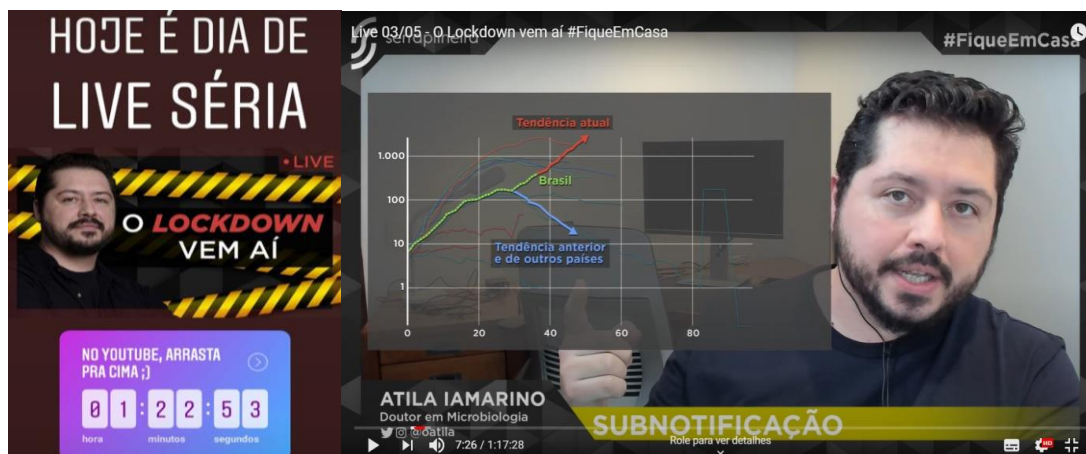 HOJE É DIA DE
LIVE SÉRIA
• LIVE
O LOCKDOWN
VEM AÍ
NO YOUTUBE, ARRASTA
PRA CIMA ;)
01:22:53
hora minutos segundos
Live 03/05 - O Lockdown vem aí #FiqueEmCasa
serrapilheira
#FiqueEmCasa
Tendência atual
1.000
Brasil
100
10
Tendência anterior
e de outros países
1
0 20 40 60 80
ATILA IAMARINO
Doutor em Microbiologia
@oatila
SUBNOTIFICAÇÃO
7:26 / 1:17:28
Role para ver detalhes
HD